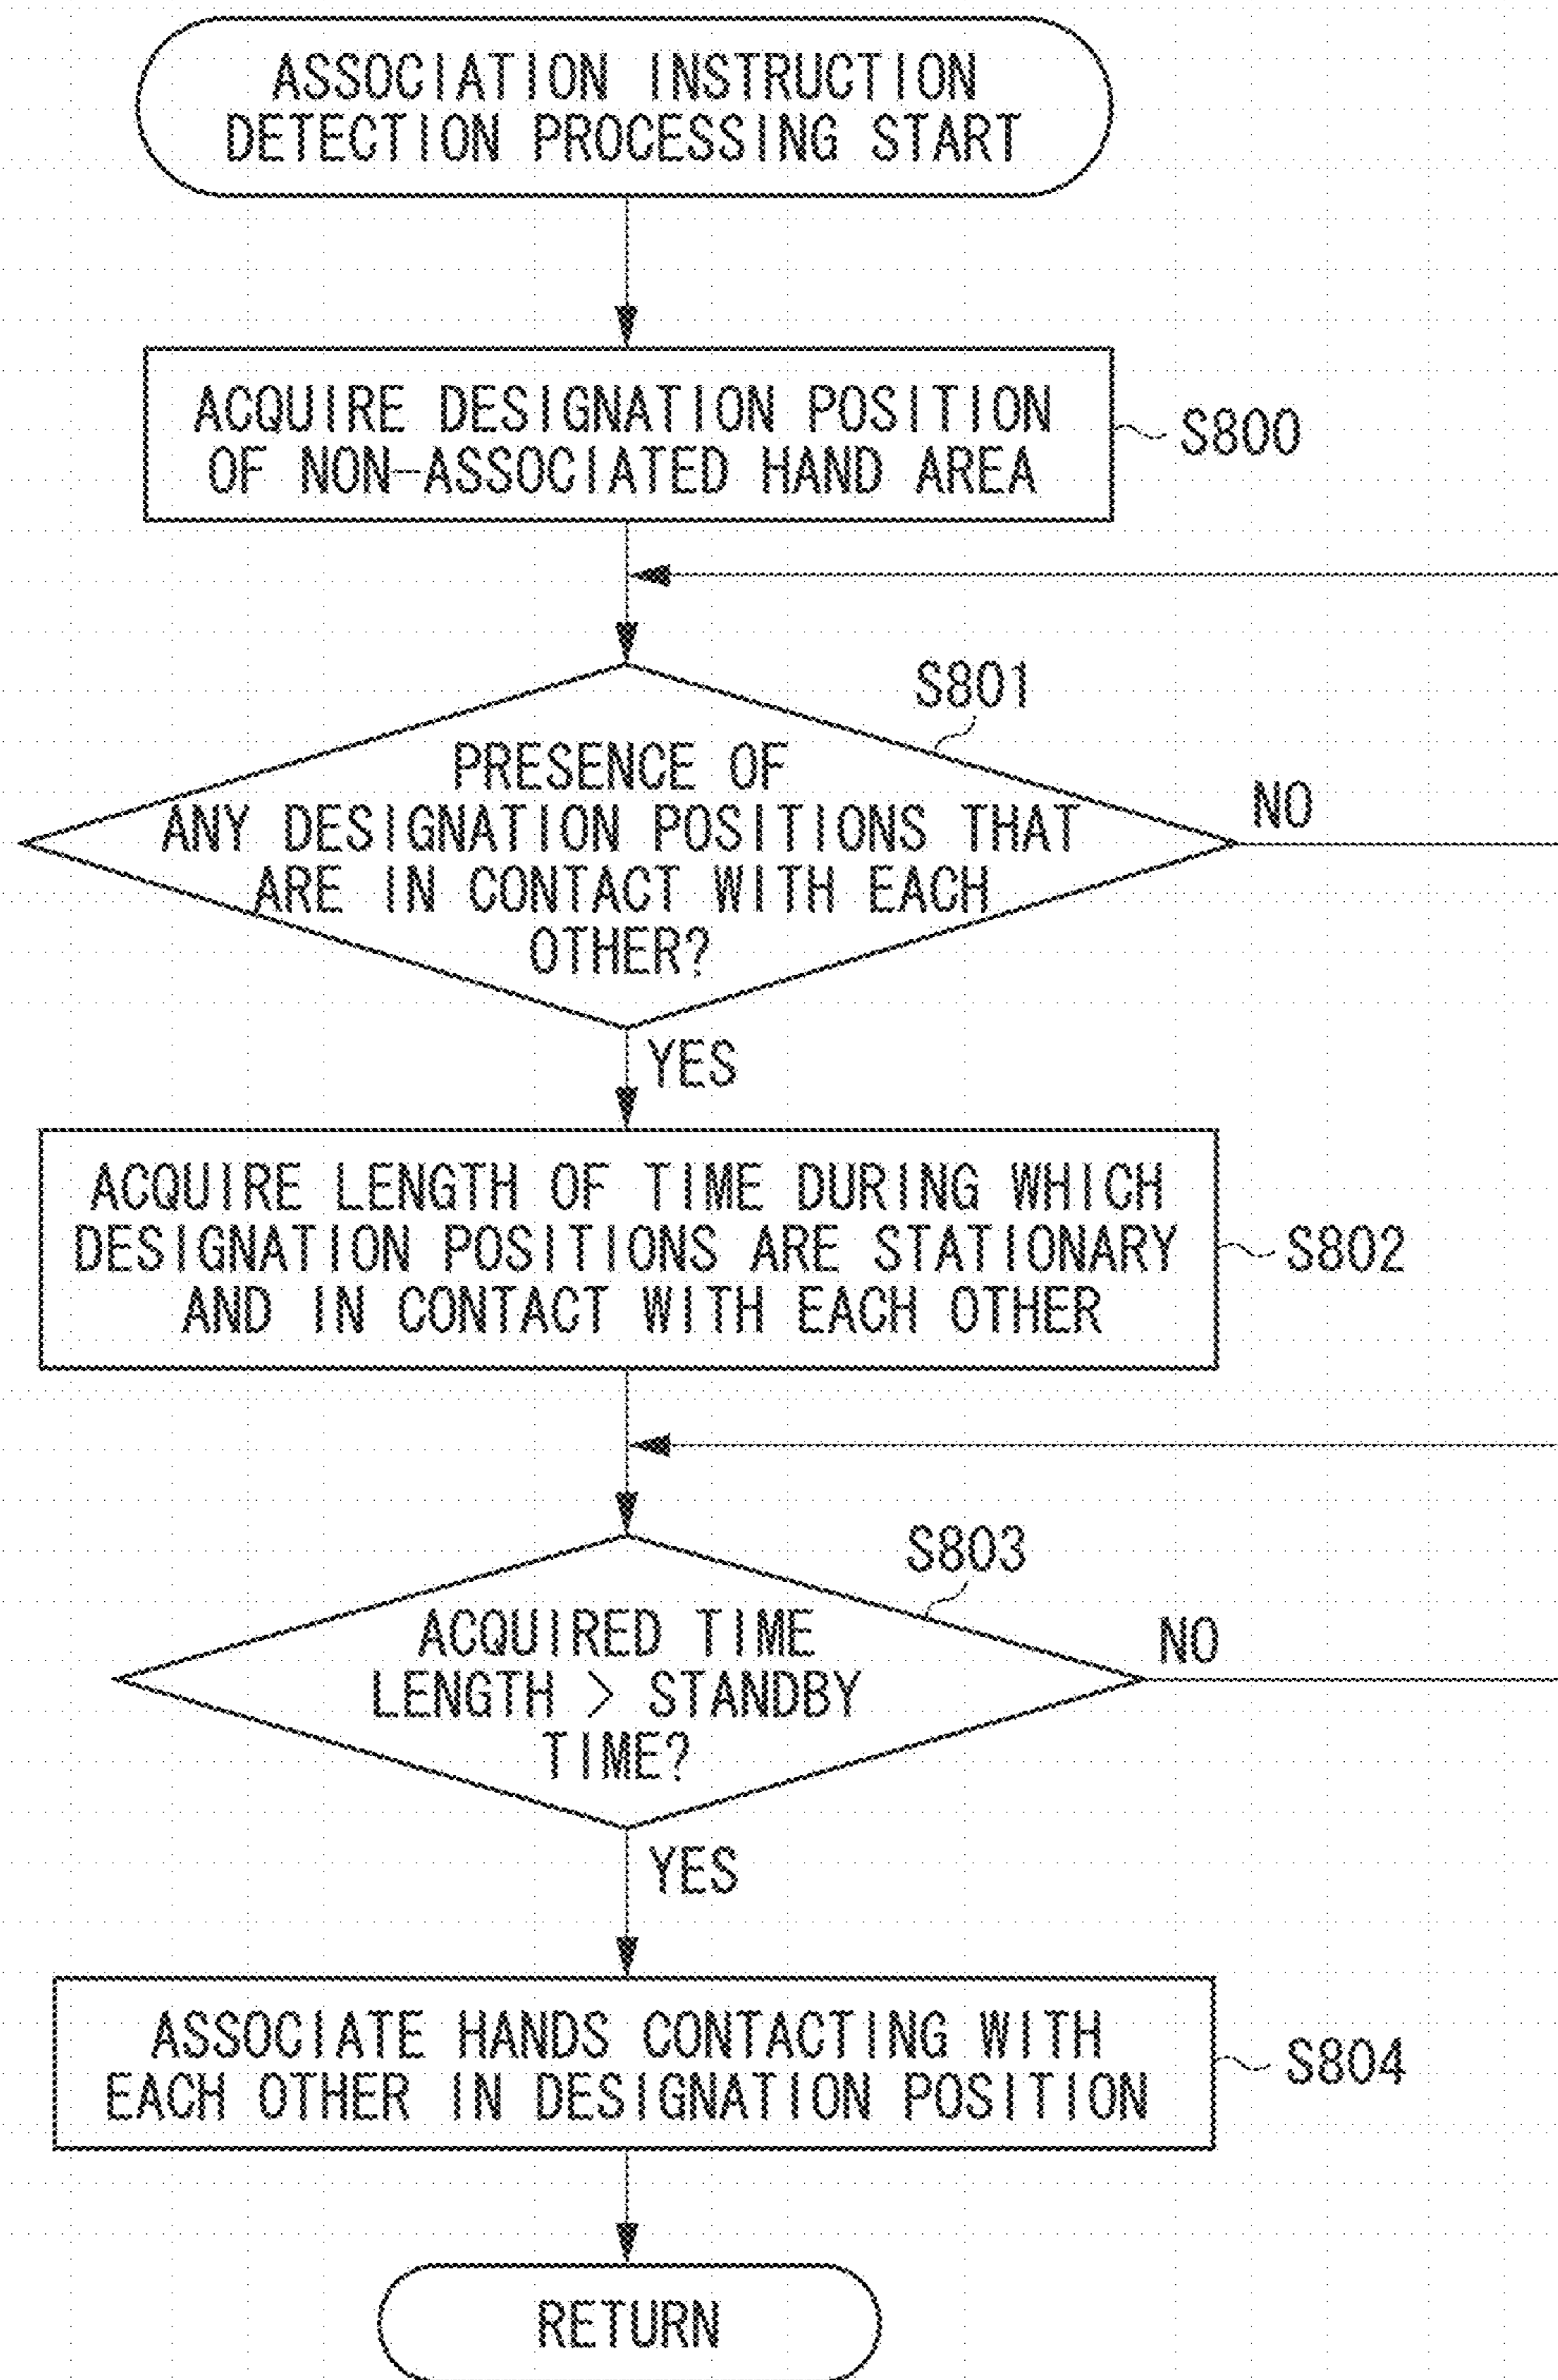 ASSOCIATION INSTRUCTION
DETECTION PROCESSING START
ACQUIRE DESIGNATION POSITION
OF NON-ASSOCIATED HAND AREA
S800
S801
PRESENCE OF
ANY DESIGNATION POSITIONS THAT
ARE IN CONTACT WITH EACH
OTHER?
NO
YES
ACQUIRE LENGTH OF TIME DURING WHICH
DESIGNATION POSITIONS ARE STATIONARY
AND IN CONTACT WITH EACH OTHER
S802
S803
ACQUIRED TIME
LENGTH > STANDBY
TIME?
NO
YES
ASSOCIATE HANDS CONTACTING WITH
EACH OTHER IN DESIGNATION POSITION
S804
RETURN